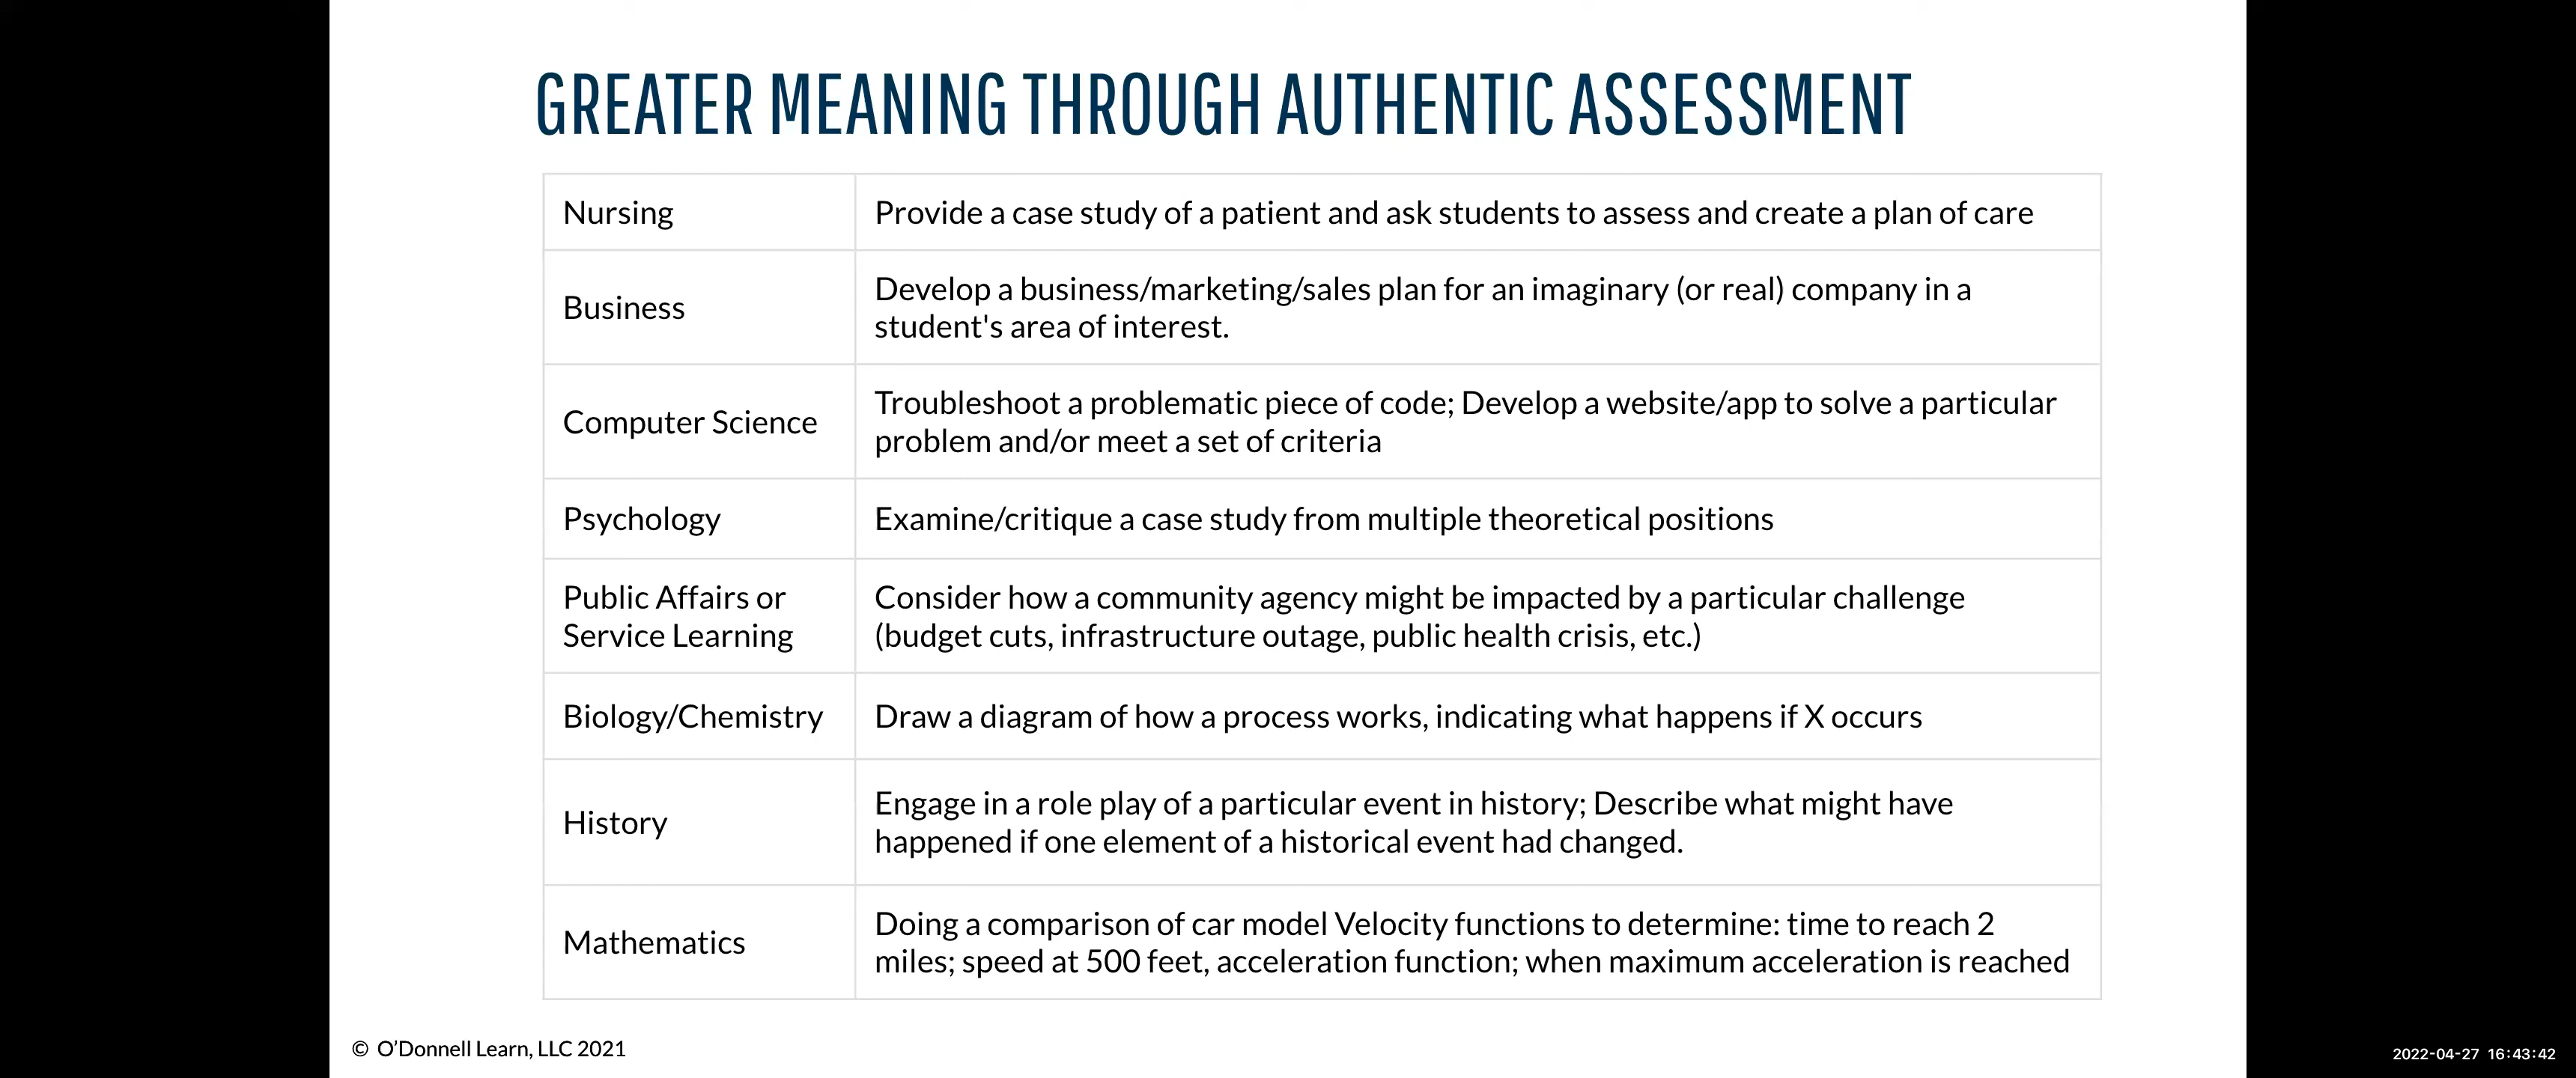 GREATER MEANING THROUGH AUTHENTIC ASSESSMENT
Nursing
Provide a case study of a patient and ask students to assess and create a plan of care
Business
Develop a business/marketing/sales plan for an imaginary (or real) company in a
student's area of interest.
Computer Science
Troubleshoot a problematic piece of code; Develop a website/app to solve a particular
problem and/or meet a set of criteria
Psychology
Examine/critique a case study from multiple theoretical positions
Public Affairs or
Service Learning
Consider how a community agency might be impacted by a particular challenge
(budget cuts, infrastructure outage, public health crisis, etc.)
Biology/Chemistry
Draw a diagram of how a process works, indicating what happens if X occurs
History
Engage in a role play of a particular event in history; Describe what might have
happened if one element of a historical event had changed.
Mathematics
Doing a comparison of car model Velocity functions to determine: time to reach 2
miles; speed at 500 feet, acceleration function; when maximum acceleration is reached
© O’Donnell Learn, LLC 2021
2022-04-27 16:43:42